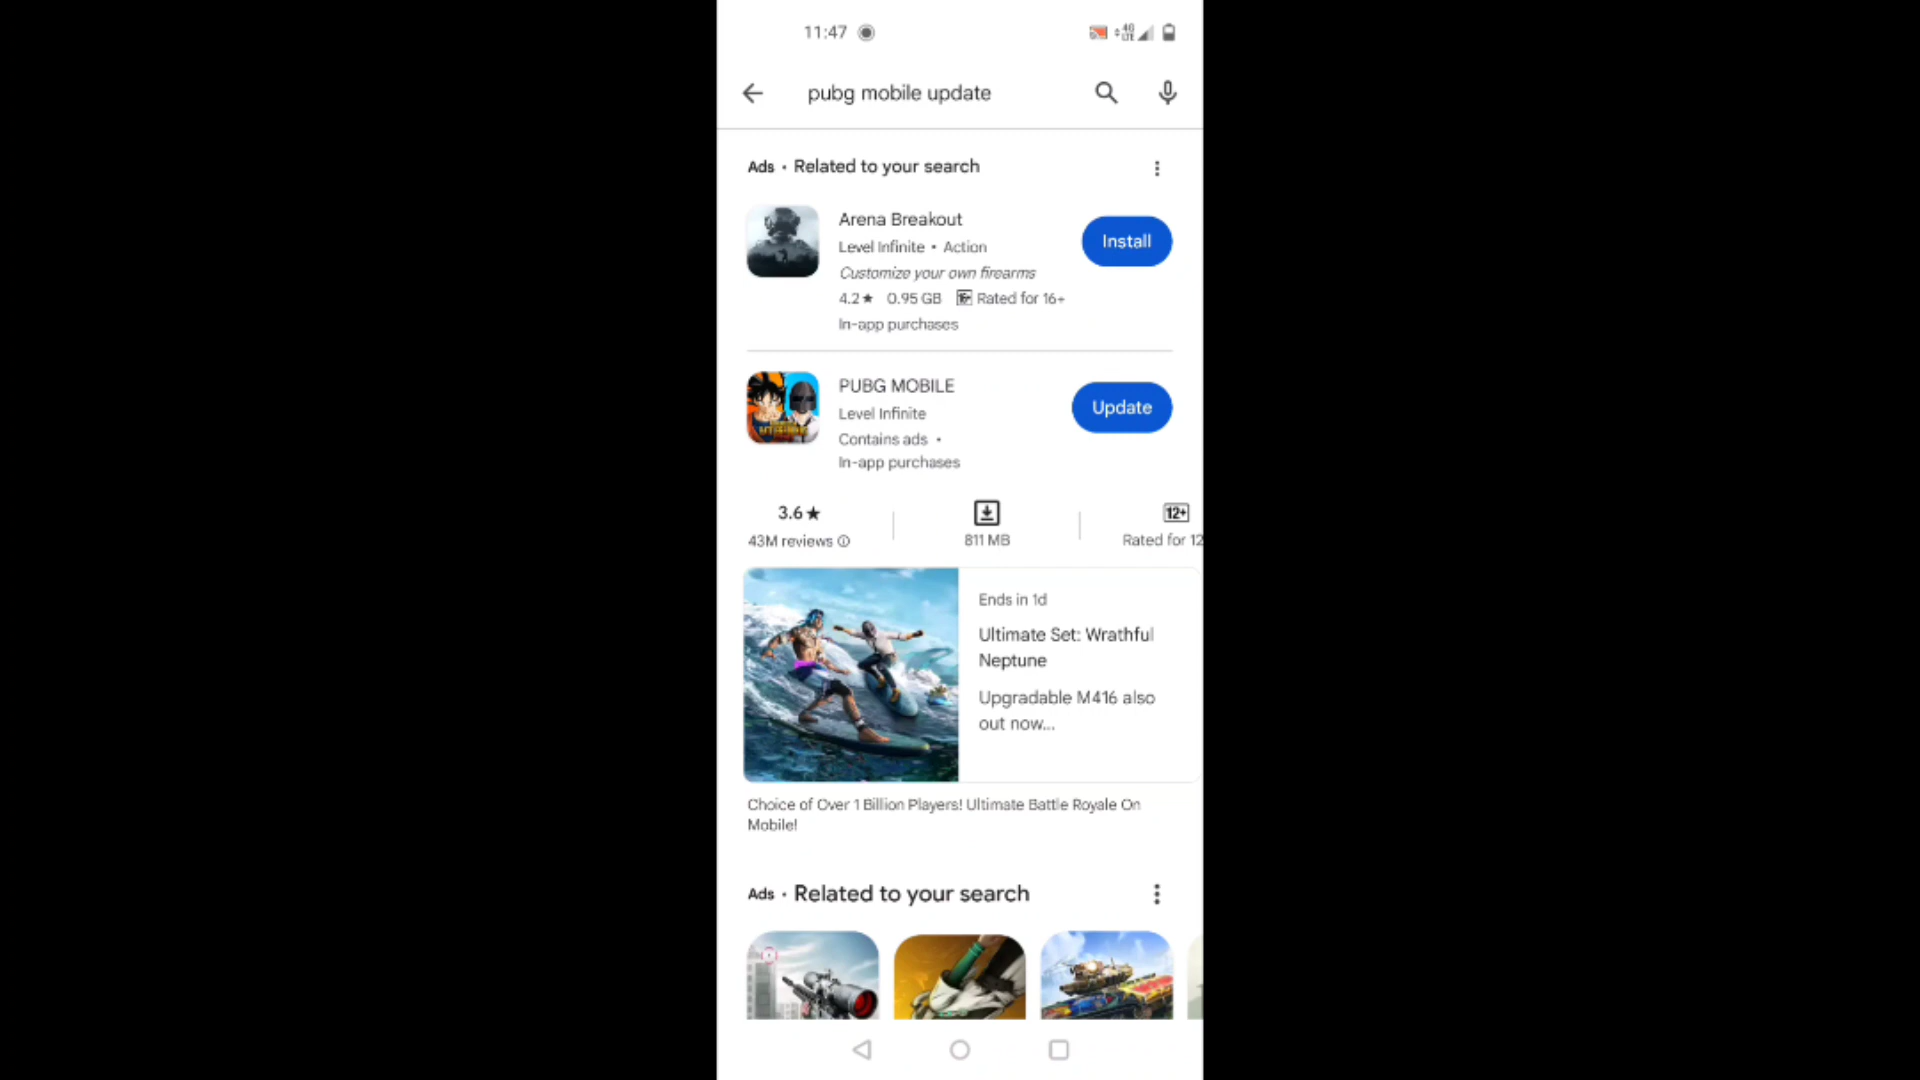 11:47
4G
LTE
pubg mobile update
Ads • Related to your search
Arena Breakout
Level Infinite • Action
Install
Customize your own firearms
4.2★ 0.95 GB 16+ Rated for 16+
In-app purchases
PUBG MOBILE
Level Infinite
Update
Contains ads •
In-app purchases
3.6★
12+
43M reviews
811 MB
Rated for 12
Ends in 1d
Ultimate Set: Wrathful
Neptune
Upgradable M416 also
out now...
Choice of Over 1 Billion Players! Ultimate Battle Royale On
Mobile!
Ads • Related to your search